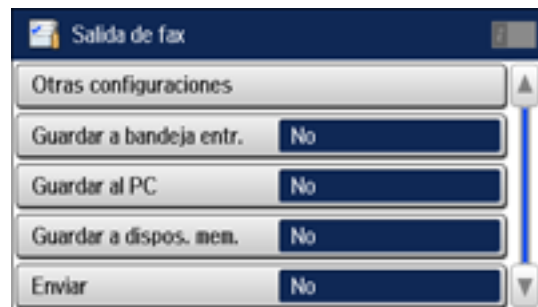 Salida de fax
Otras configuraciones
Guardar a bandeja entr. No
Guardar al PC No
Guardar a dispos. mem. No
Enviar No